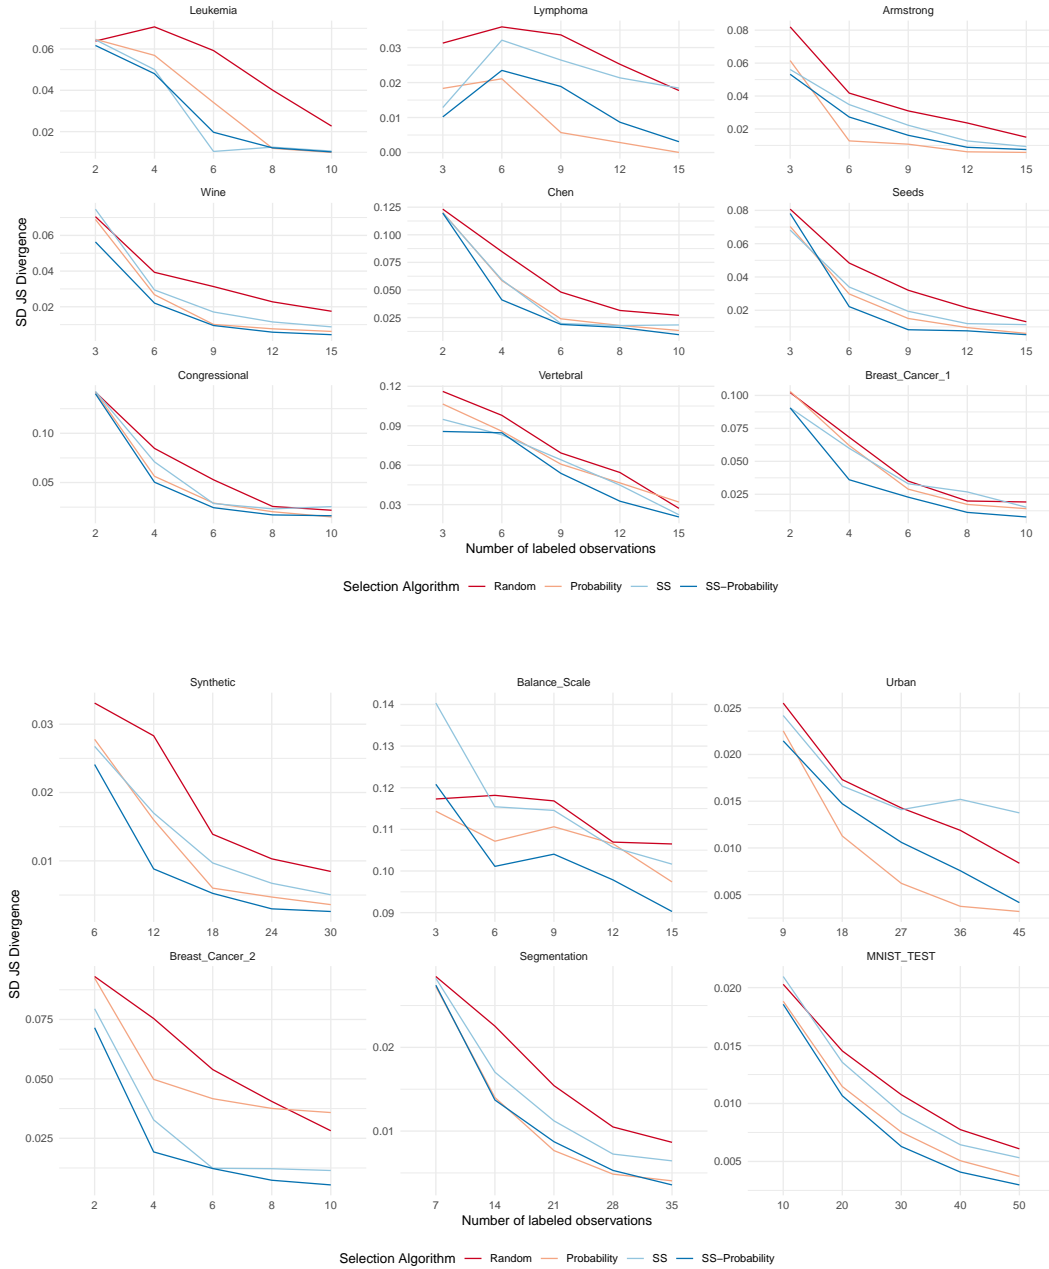 Leukemia Lymphoma Armstrong
0.06
0.04
0.02
2 4 6 8 10
0.03
0.02
0.01
0.00
3 6 9 12 15
0.08
0.06
0.04
0.02
3 6 9 12 15
Wine Chen Seeds
0.06
0.04
0.02
3 4 9 12 15
0.125
0.100
0.075
0.050
0.025
2 4 6 8 10
0.08
0.06
0.04
0.02
3 6 9 12 15
SD JS Divergence
Congressional Vertebral Breast_Cancer_1
0.10
0.05
2 4 6 8 10
0.12
0.09
0.06
0.03
3 6 9 12 15
0.100
0.075
0.050
0.025
2 4 6 8 10
Number of labeled observations
Selection Algorithm Random Probability SS SS−Probability
Synthetic Balance_Scale Urban
0.03
0.02
0.01
6 12 18 24 30
0.14
0.13
0.12
0.11
0.10
0.09
3 6 9 12 15
0.025
0.020
0.015
0.010
0.005
9 18 27 36 45
SD JS Divergence
Breast_Cancer_2 Segmentation MNIST_TEST
0.075
0.050
0.025
2 4 6 8 10
0.02
0.01
7 14 21 28 35
0.020
0.015
0.010
0.005
10 20 30 40 50
Number of labeled observations
Selection Algorithm Random Probability SS SS−Probability